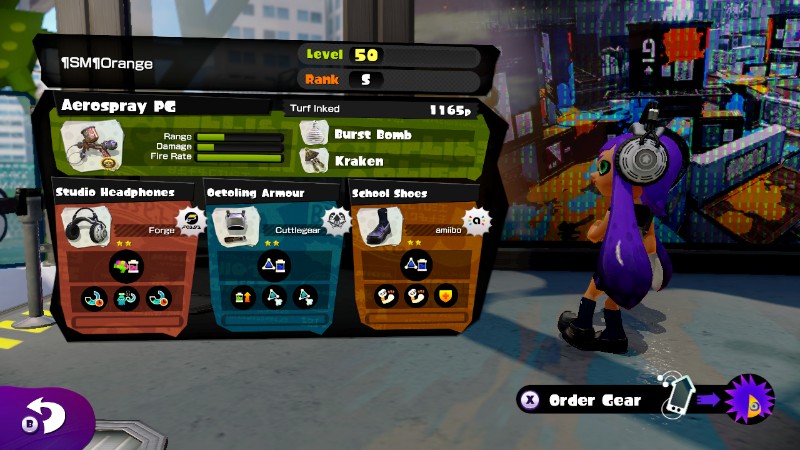 ¶SM¶Orange
Level 50
Rank S
Aerospray PG
Turf Inked 1165p
Range
Damage
Fire Rate
Burst Bomb
Kraken
Studio Headphones
Forge
Octoling Armour
Cuttlegear
School Shoes
amiibo
X Order Gear
B